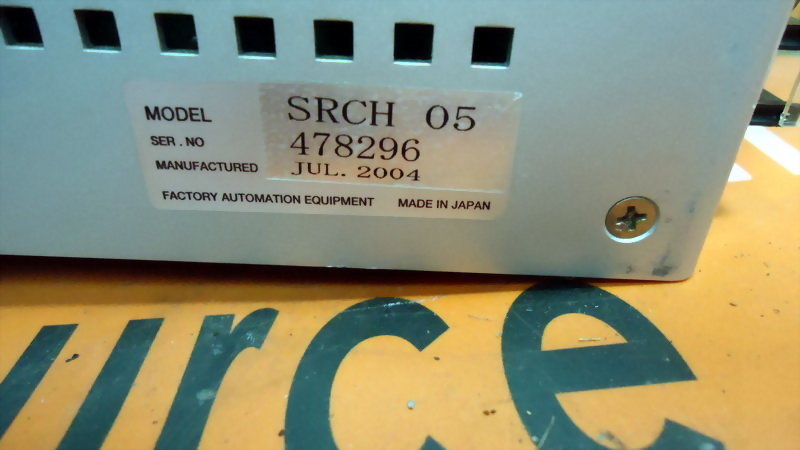 MODEL SRCH 05
SER . NO 478296
MANUFACTURED JUL. 2004
FACTORY AUTOMATION EQUIPMENT MADE IN JAPAN
urce